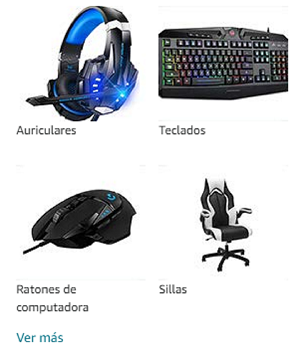 Auriculares
Teclados
Ratones de
computadora
Sillas
Ver más